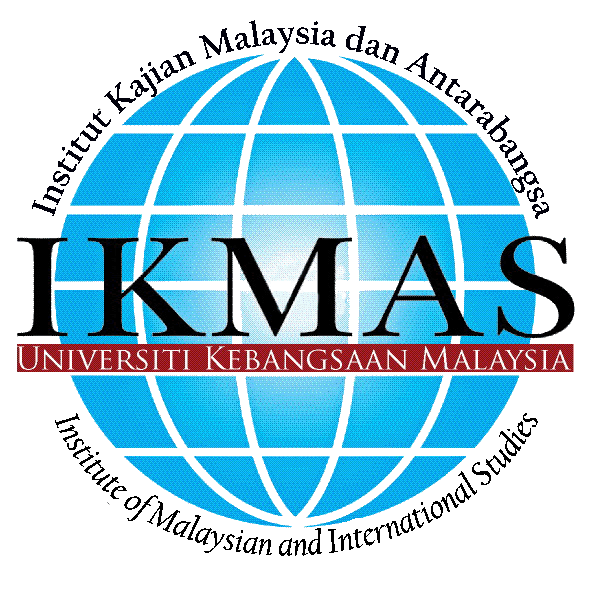 Institut Kajian Malaysia dan Antarabangsa
IKMAS
UNIVERSITI KEBANGSAAN MALAYSIA
Institute of Malaysian and International Studies